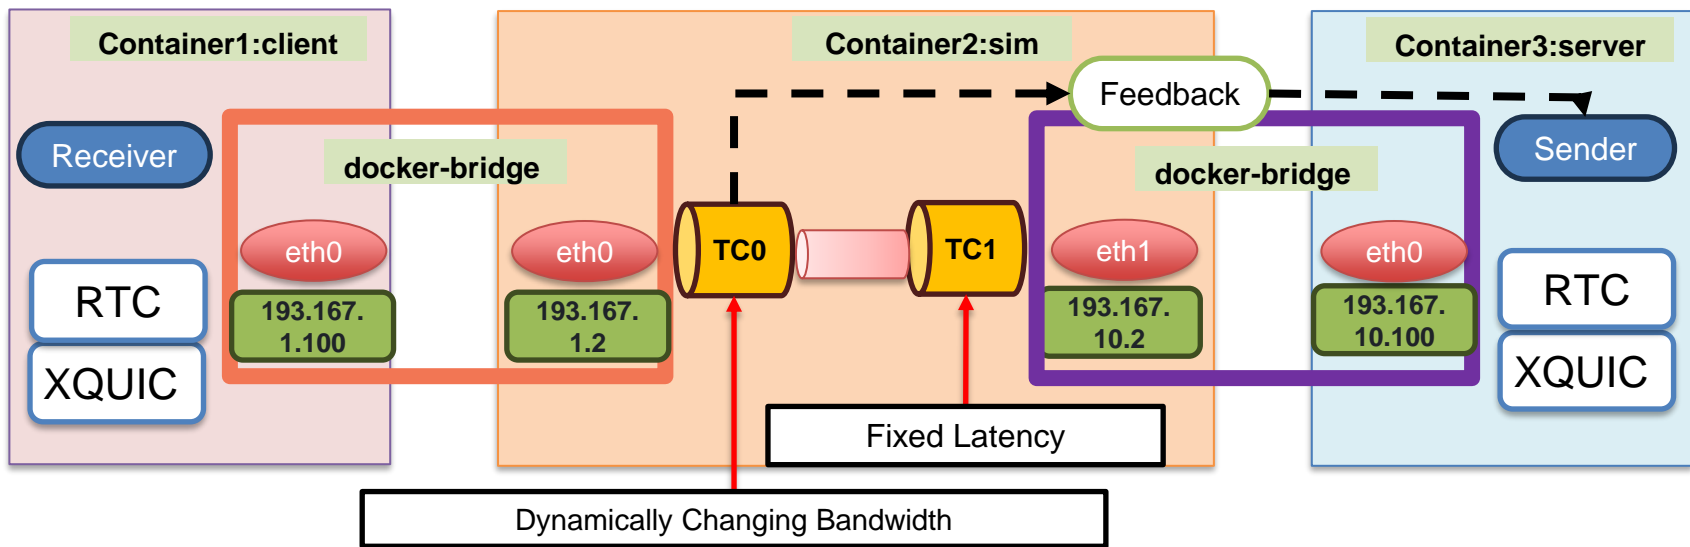 Container1:client
Container2:sim
Container3:server
Feedback
Receiver
docker-bridge
docker-bridge
Sender
eth0
eth0
TC0
TC1
eth1
eth0
RTC
193.167.
1.100
193.167.
1.2
193.167.
10.2
193.167.
10.100
RTC
XQUIC
XQUIC
Fixed Latency
Dynamically Changing Bandwidth